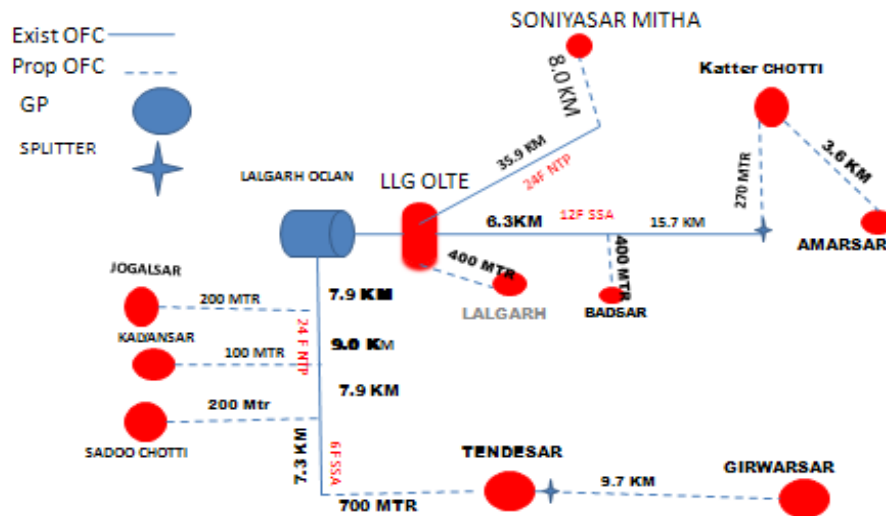 SONIYASAR MITHA
Exist OFC
Prop OFC
GP
SPLITTER
8.0 KM
Katter CHOTTI
35.9 KM
24F NTP
3.6 KM
270 MTR
LALGARH OCLAN
LLG OLTE
6.3KM
12F SSA
15.7 KM
AMARSAR
400 MTR
400 MTR
LALGARH
BADSAR
JOGALSAR
200 MTR
7.9 KM
KALYANSAR
24 F NTP
100 MTR
9.0 KM
7.9 KM
200 Mtr
SADOO CHOTTI
7.3 KM
6F SSA
TENDESAR
GIRWARSAR
9.7 KM
700 MTR